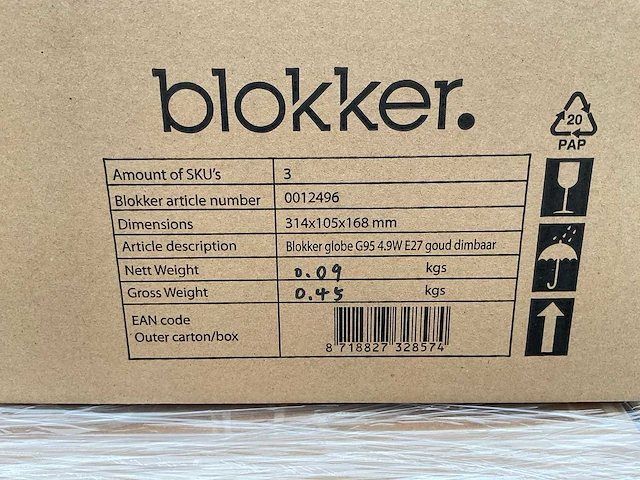 blokker.
20
PAP
Amount of SKU's 3
Blokker article number 0012496
Dimensions 314x105x168 mm
Article description Blokker globe G95 4.9W E27 goud dimbaar
Nett Weight 0.09 kgs
Gross Weight 0.45 kgs
EAN code
Outer carton/box
8 718827 328574